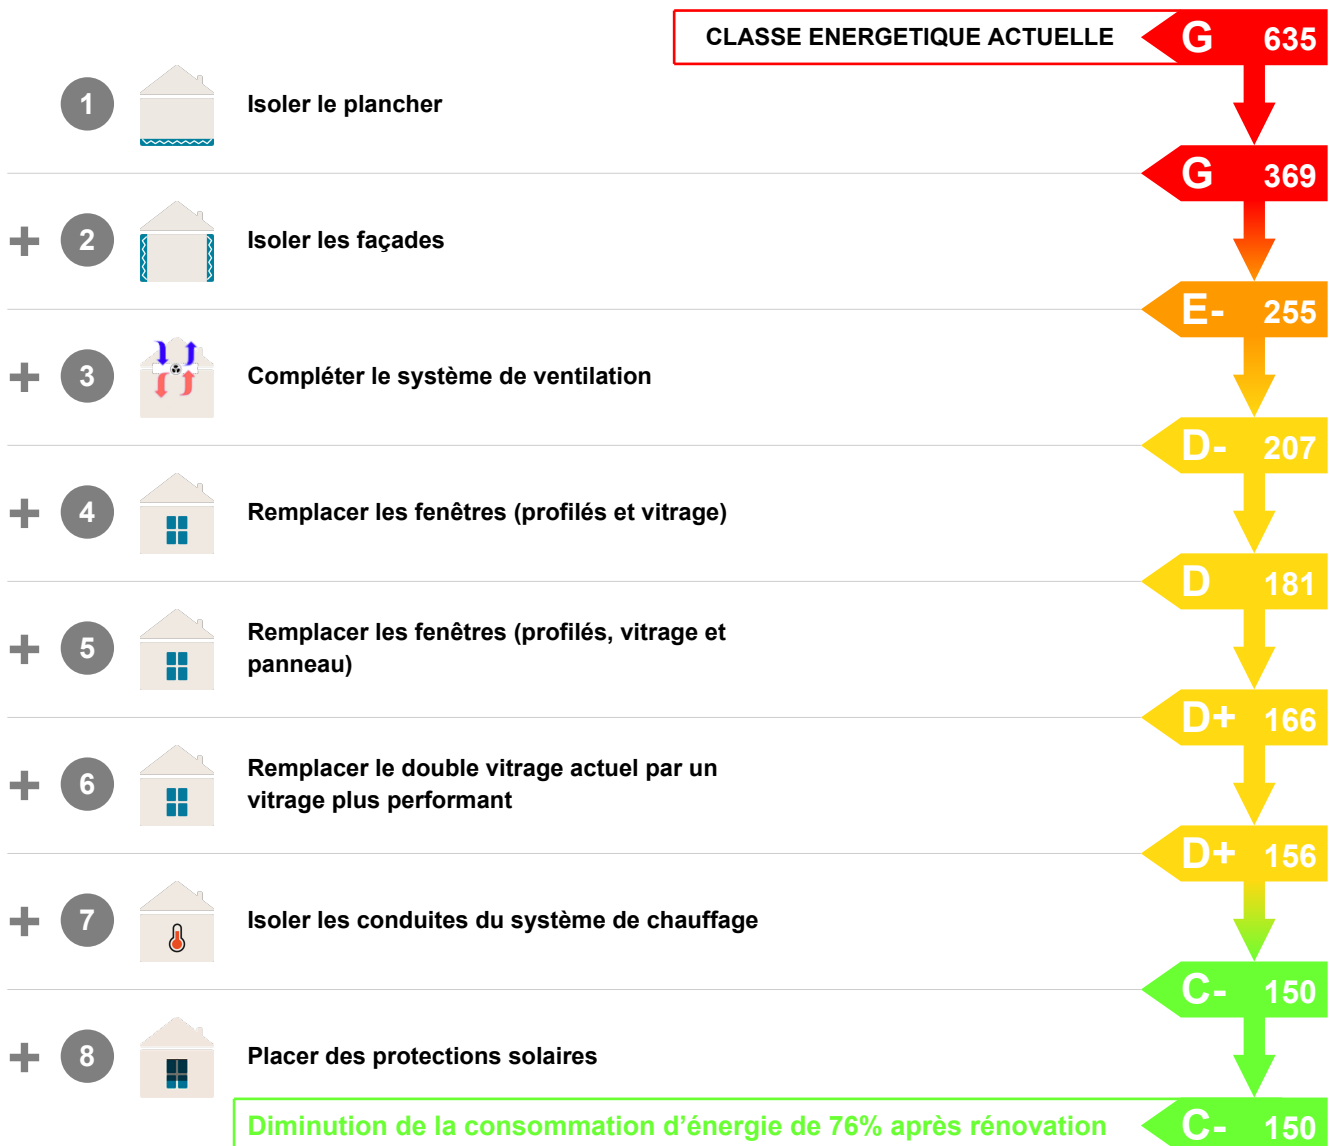 CLASSE ENERGETIQUE ACTUELLE G 635
1 Isoler le plancher
G 369
+ 2 Isoler les façades
E- 255
+ 3 Compléter le système de ventilation
D- 207
+ 4 Remplacer les fenêtres (profilés et vitrage)
D 181
+ 5 Remplacer les fenêtres (profilés, vitrage et
panneau)
D+ 166
+ 6 Remplacer le double vitrage actuel par un
vitrage plus performant
D+ 156
+ 7 Isoler les conduites du système de chauffage
C- 150
+ 8 Placer des protections solaires
Diminution de la consommation d’énergie de 76% après rénovation C- 150